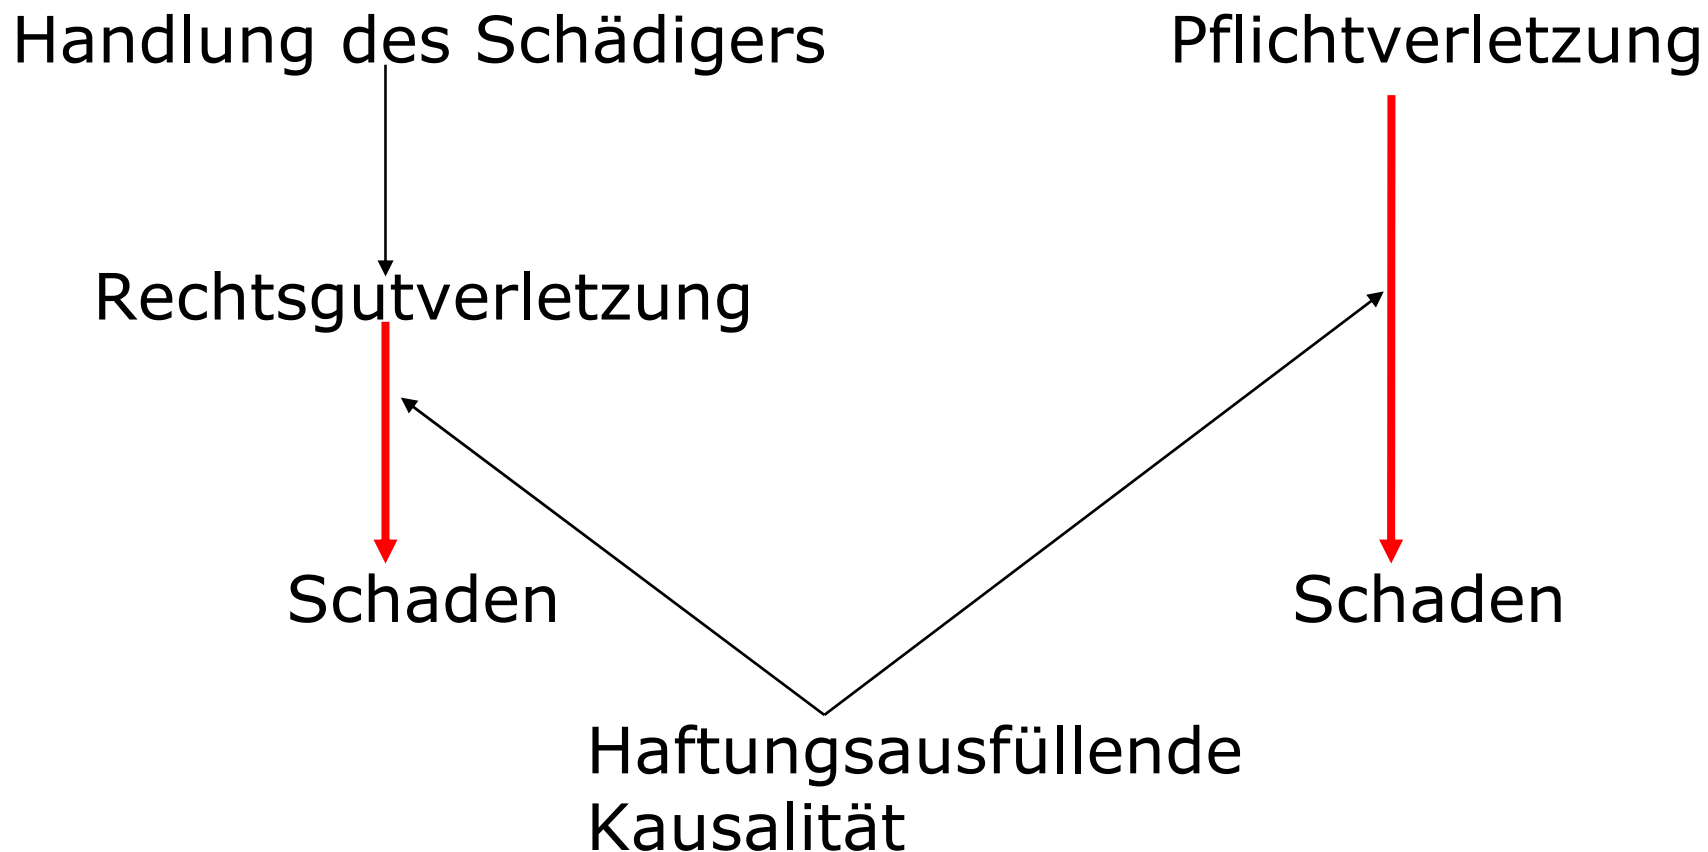 Handlung des Schädigers
Pflichtverletzung
Rechtsgutverletzung
Schaden
Schaden
Haftungsausfüllende
Kausalität